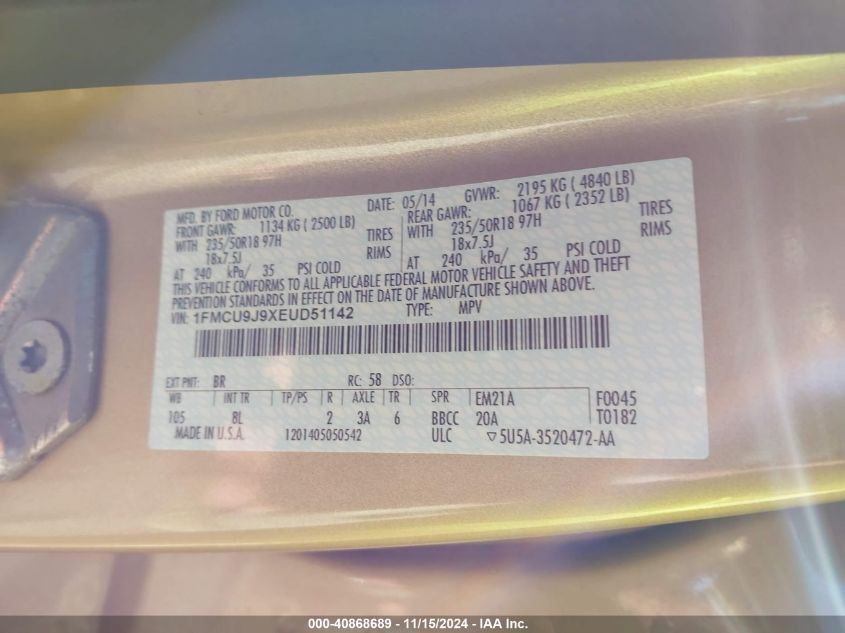 MFD. BY FORD MOTOR CO. DATE: 05/14 GVWR: 2195 KG ( 4840 LB)
FRONT GAWR: 1134 KG ( 2500 LB) REAR GAWR: 1067 KG ( 2352 LB)
WITH 235/50R18 97H TIRES WITH 235/50R18 97H TIRES
18x7.5J RIMS 18x7.5J RIMS
AT 240 kPa/ 35 PSI COLD AT 240 kPa/ 35 PSI COLD
THIS VEHICLE CONFORMS TO ALL APPLICABLE FEDERAL MOTOR VEHICLE SAFETY AND THEFT
PREVENTION STANDARDS IN EFFECT ON THE DATE OF MANUFACTURE SHOWN ABOVE.
VIN: 1FMCU9J9XEUD51142 TYPE: MPV
EXT PNT: BR RC: 58 DSO:
WB INT TR TP/PS R AXLE TR SPR EM21A F0045
105 8L 2 3A 6 BBCC 20A T0182
MADE IN U.S.A. 1201405050542 ULC ▽5U5A-3520472-AA
000-40868689 - 11/15/2024 - IAA Inc.